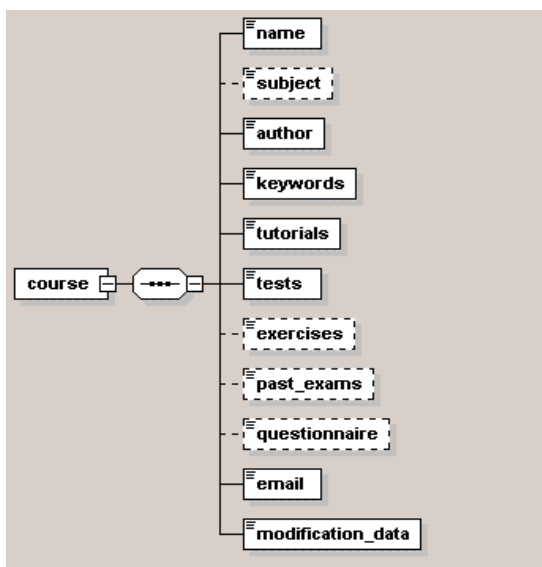 name
subject
author
keywords
tutorials
course
tests
exercises
past_exams
questionnaire
email
modification_data